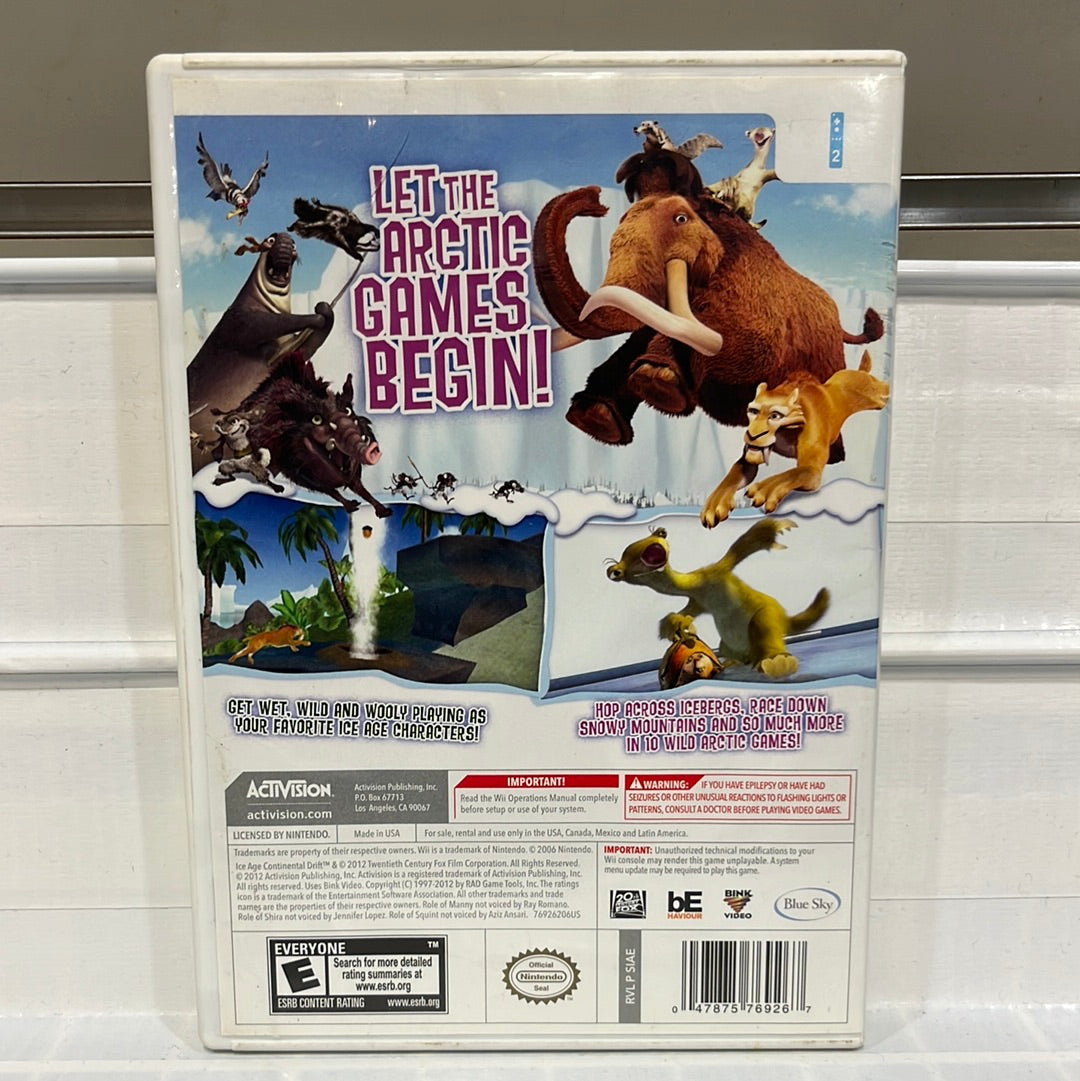 2
LET THE
ARCTIC
GAMES
BEGIN!
GET WET, WILD AND WOOLY PLAYING AS
YOUR FAVORITE ICE AGE CHARACTERS!
HOP ACROSS ICEBERGS, RACE DOWN
SNOWY MOUNTAINS AND SO MUCH MORE
IN 10 WILD ARCTIC GAMES!
ACTIVISION
activision.com
Activision Publishing, Inc.
P.O. Box 67713
Los Angeles, CA 90067
IMPORTANT!
Read the Wii Operations Manual completely
before setup or use of your system.
WARNING: IF YOU HAVE EPILEPSY OR HAVE HAD
SEIZURES OR OTHER UNUSUAL REACTIONS TO FLASHING LIGHTS OR
PATTERNS, CONSULT A DOCTOR BEFORE PLAYING VIDEO GAMES.
LICENSED BY NINTENDO.
Made in USA
For sale, rental and use only in the USA, Canada, Mexico and Latin America.
Trademarks are property of their respective owners. Wii is a trademark of Nintendo. © 2006 Nintendo.
Ice Age Continental Drift™ & © 2012 Twentieth Century Fox Film Corporation. All Rights Reserved.
© 2012 Activision Publishing, Inc. Activision is a registered trademark of Activision Publishing, Inc.
All rights reserved. Uses Bink Video. Copyright (C) 1997-2012 by RAD Game Tools, Inc. The ratings
icon is a trademark of the Entertainment Software Association. All other trademarks and trade
names are the properties of their respective owners. Role of Manny not voiced by Ray Romano.
Role of Shira not voiced by Jennifer Lopez. Role of Squint not voiced by Aziz Ansari. 76926206US
IMPORTANT: Unauthorized technical modifications to your
Wii console may render this game unplayable. A system
menu update may be required to play this game.
20th
CENTURY
FOX
bE
HAVIOUR
BINK
VIDEO
Blue Sky
EVERYONE
TM
E
Search for more detailed
rating summaries at
www.esrb.org
ESRB CONTENT RATING
www.esrb.org
Official
Nintendo
Seal
TM
RVL P SIAE
0 47875 76926 7